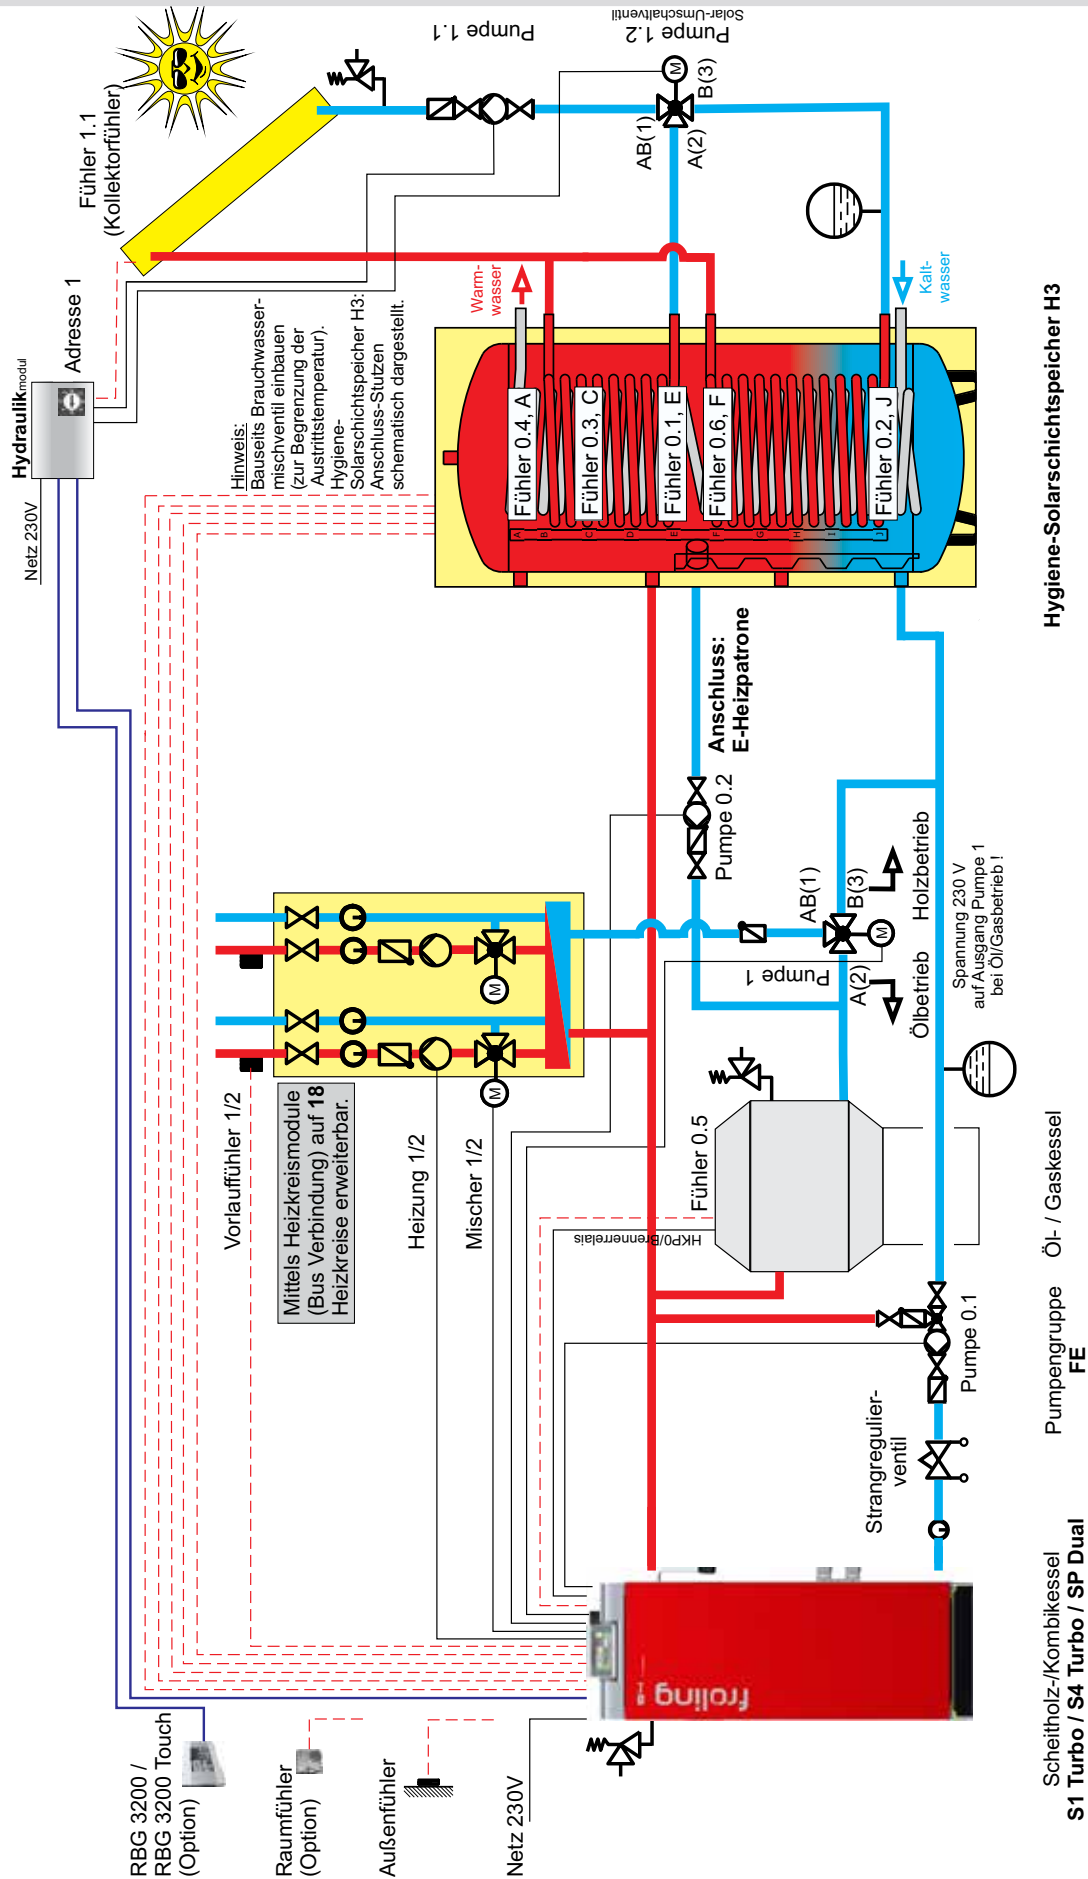 RBG 3200 /
RBG 3200 Touch
(Option)
Raumfühler
(Option)
Außenfühler
Netz 230V
Netz 230V
Hydraulikmodul
Adresse 1
Fühler 1.1
(Kollektorfühler)
Pumpe 1.1
Pumpe 1.2
Solar-Umschaltventil
M
AB(1)
A(2)
B(3)
Hinweis:
Bauseits Brauchwasser-
mischventil einbauen
(zur Begrenzung der
Austrittstemperatur).
Hygiene-
Solarschichtspeicher H3:
Anschluss-Stutzen
schematisch dargestellt.
Warm-
wasser
Kalt-
wasser
Fühler 0.4, A
Fühler 0.3, C
Fühler 0.1, E
Fühler 0.6, F
Fühler 0.2, J
A
B
C
D
E
F
G
H
I
J
Hygiene-Solarschichtspeicher H3
Anschluss:
E-Heizpatrone
Pumpe 0.2
Vorlauffühler 1/2
Mittels Heizkreismodule
(Bus Verbindung) auf 18
Heizkreise erweiterbar.
Heizung 1/2
Mischer 1/2
M
M
Pumpe 1
AB(1)
B(3)
A(2)
M
Ölbetrieb
Holzbetrieb
Spannung 230 V
auf Ausgang Pumpe 1
bei Öl/Gasbetrieb !
Fühler 0.5
HKP0/Brennerrelais
Öl- / Gaskessel
Pumpe 0.1
Pumpengruppe
FE
Strangregulier-
ventil
froling
Scheitholz-/Kombikessel
S1 Turbo / S4 Turbo / SP Dual